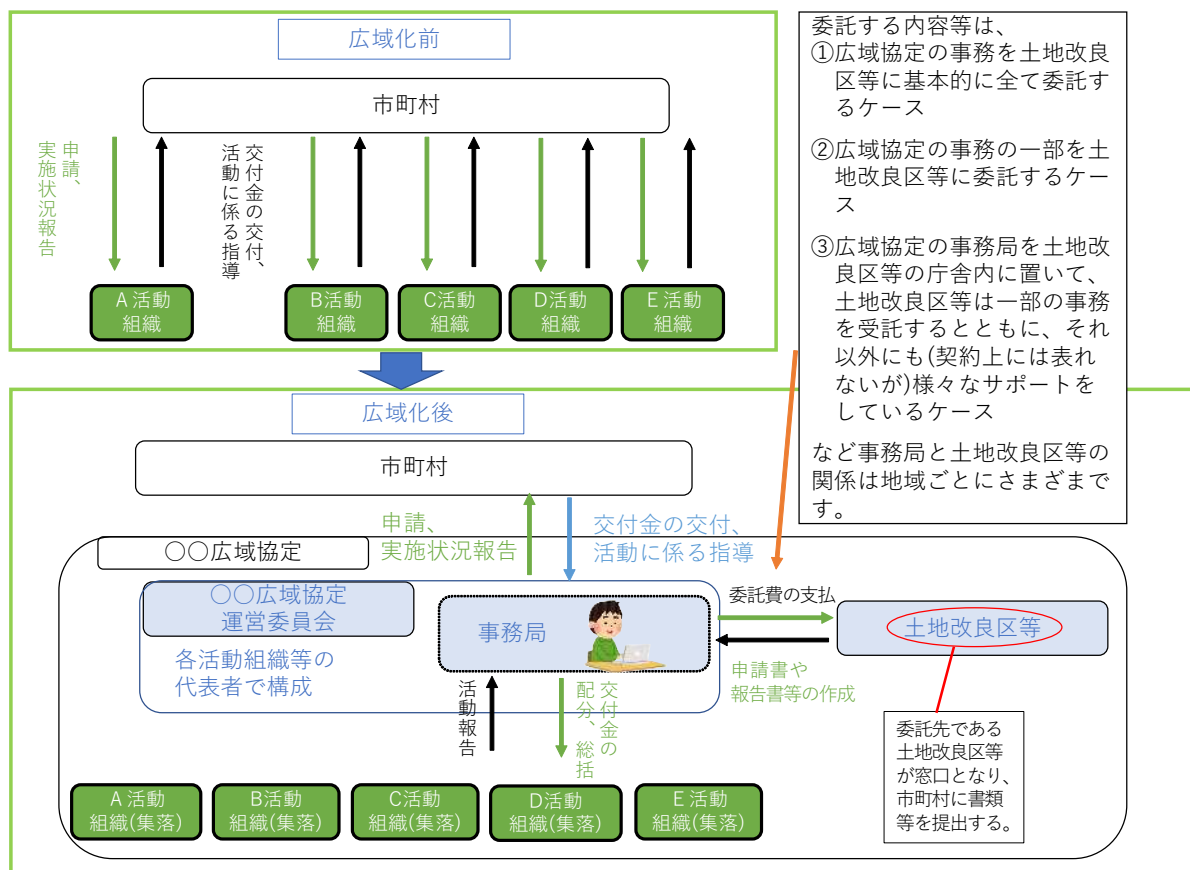 広域化前
市町村
申請、
実施状況報告
交付金の交付、
活動に係る指導
A 活動
組織
B活動
組織
C活動
組織
D活動
組織
E 活動
組織
委託する内容等は、
①広域協定の事務を土地改良
区等に基本的に全て委託す
るケース
②広域協定の事務の一部を土
地改良区等に委託するケー
ス
③広域協定の事務局を土地改
良区等の庁舎内に置いて、
土地改良区等は一部の事務
を受託するとともに、それ
以外にも(契約上には表れ
ないが)様々なサポートを
しているケース
など事務局と土地改良区等の
関係は地域ごとにさまざまで
す。
広域化後
市町村
申請、
実施状況報告
交付金の交付、
活動に係る指導
〇〇広域協定
〇〇広域協定
運営委員会
各活動組織等の
代表者で構成
事務局
委託費の支払
土地改良区等
申請書や
報告書等の作成
活動報告
交付金の
配分、総括
委託先である
土地改良区等
が窓口となり、
市町村に書類
等を提出する。
A 活動
組織(集落)
B活動
組織(集落)
C活動
組織(集落)
D活動
組織(集落)
E 活動
組織(集落)